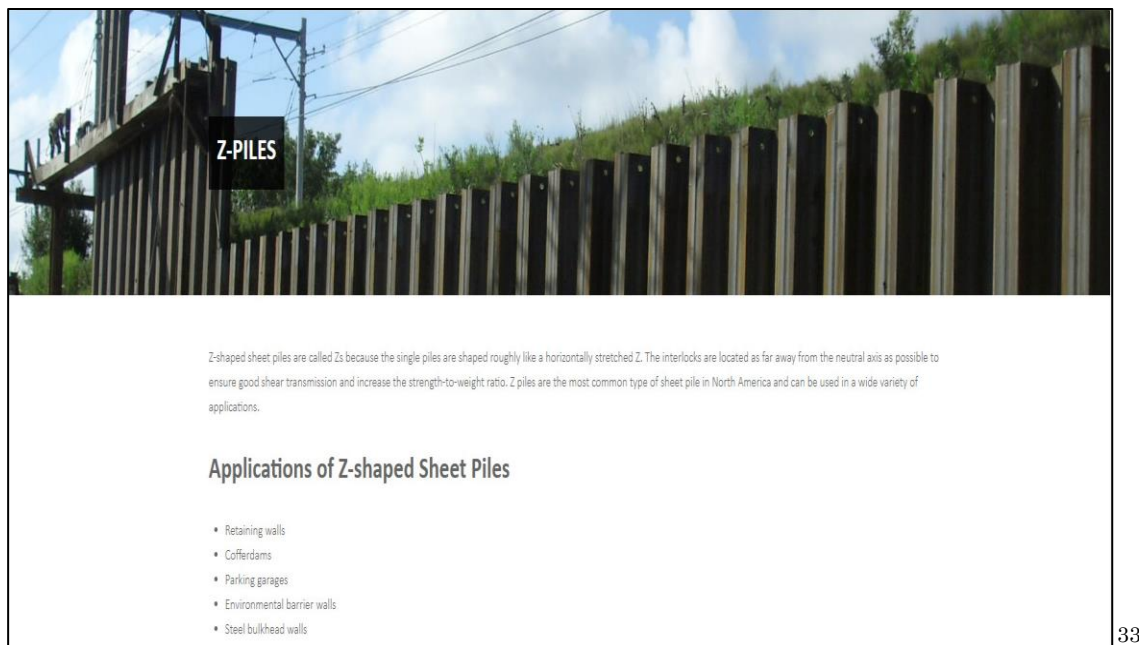 Z-PILES
Z-shaped sheet piles are called Zs because the single piles are shaped roughly like a horizontally stretched Z. The interlocks are located as far away from the neutral axis as possible to
ensure good shear transmission and increase the strength-to-weight ratio. Z piles are the most common type of sheet pile in North America and can be used in a wide variety of
applications.
Applications of Z-shaped Sheet Piles
• Retaining walls
• Cofferdams
• Parking garages
• Environmental barrier walls
• Steel bulkhead walls
33